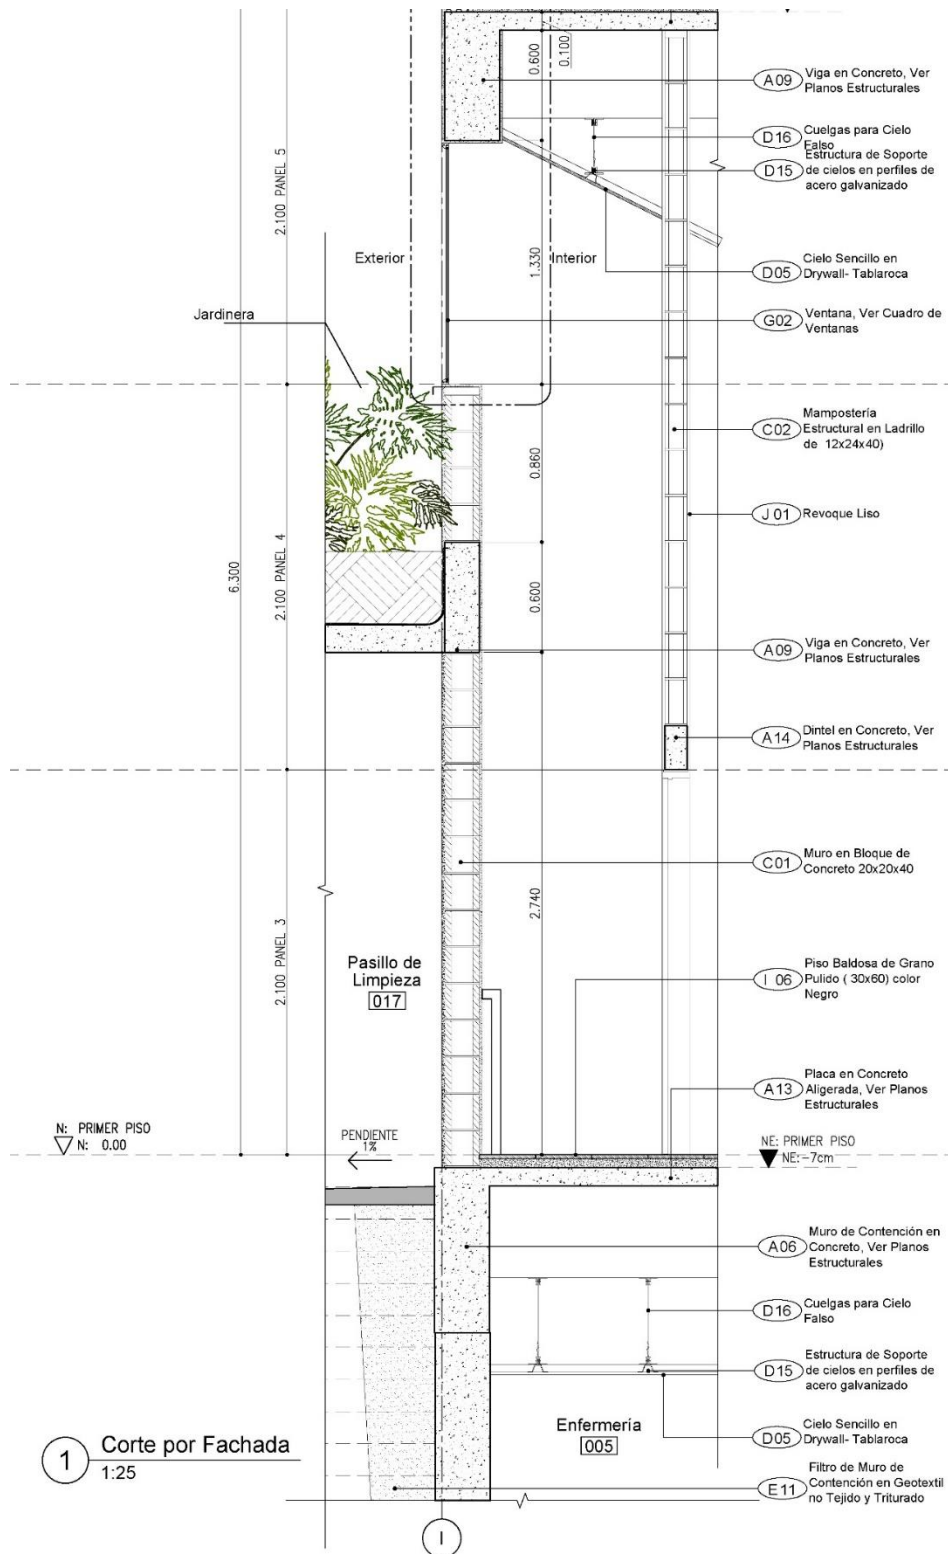 0.600
0.100
A09
Viga en Concreto, Ver
Planos Estructurales
D16
Cuelgas para Cielo
Falso
D15
Estructura de Soporte
de cielos en perfiles de
acero galvanizado
2.100 PANEL 5
Exterior
1.330
Interior
D05
Cielo Sencillo en
Drywall- Tablaroca
Jardinera
G02
Ventana, Ver Cuadro de
Ventanas
C02
Mampostería
Estructural en Ladrillo
de 12x24x40)
0.860
J 01
Revoque Liso
6.300
2.100 PANEL 4
0.600
A09
Viga en Concreto, Ver
Planos Estructurales
A14
Dintel en Concreto, Ver
Planos Estructurales
C01
Muro en Bloque de
Concreto 20x20x40
2.740
2.100 PANEL 3
Pasillo de
Limpieza
017
I 06
Piso Baldosa de Grano
Pulido ( 30x60) color
Negro
A13
Placa en Concreto
Aligerada, Ver Planos
Estructurales
N: PRIMER PISO
N: 0.00
PENDIENTE
1%
NE: PRIMER PISO
NE:-7cm
A06
Muro de Contención en
Concreto, Ver Planos
Estructurales
D16
Cuelgas para Cielo
Falso
D15
Estructura de Soporte
de cielos en perfiles de
acero galvanizado
Enfermería
005
D05
Cielo Sencillo en
Drywall- Tablaroca
1
Corte por Fachada
1:25
E11
Filtro de Muro de
Contención en Geotextil
no Tejido y Triturado
I